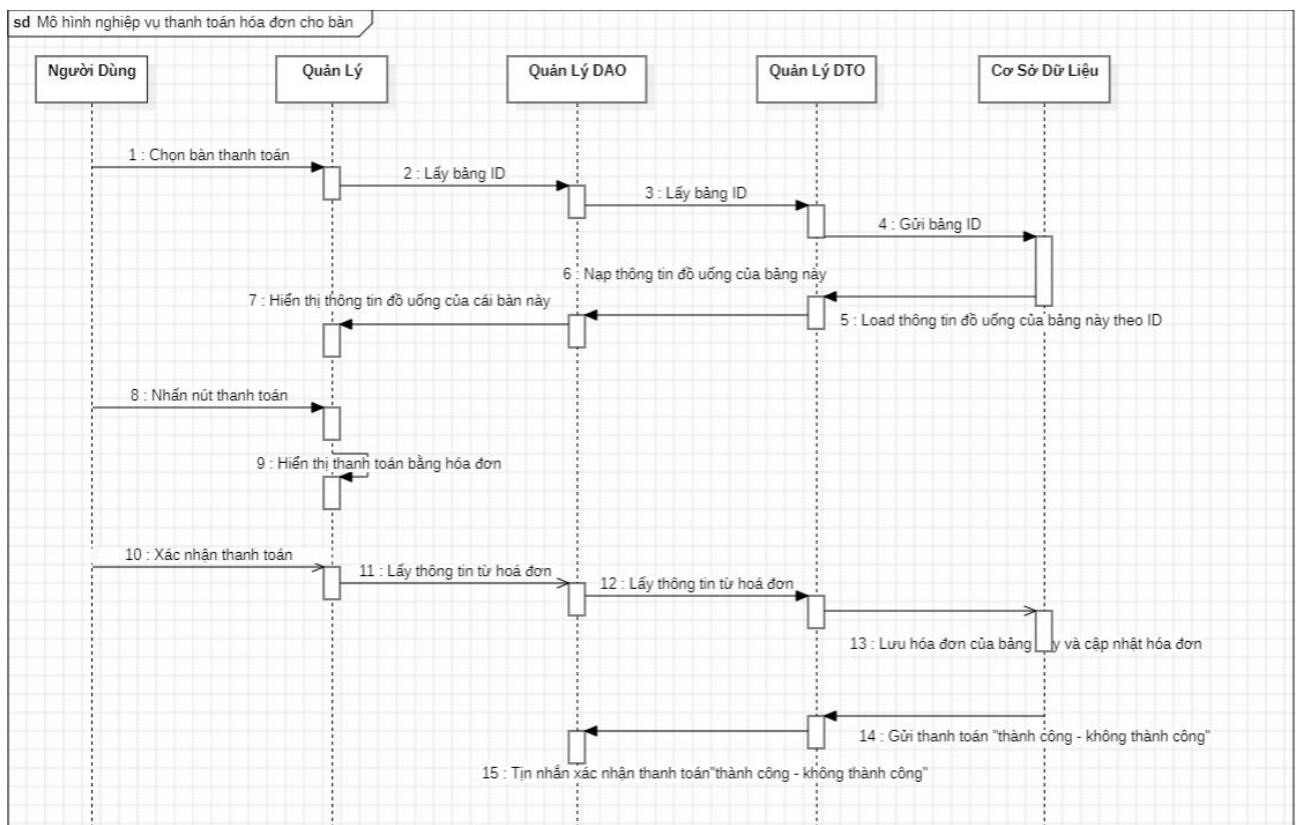 sd Mô hình nghiệp vụ thanh toán hóa đơn cho bàn
Người Dùng
Quản Lý
Quản Lý DAO
Quản Lý DTO
Cơ Sở Dữ Liệu
1 : Chọn bàn thanh toán
2 : Lấy bảng ID
3 : Lấy bảng ID
4 : Gửi bảng ID
6 : Nạp thông tin đồ uống của bảng này
7 : Hiển thị thông tin đồ uống của cái bàn này
5 : Load thông tin đồ uống của bảng này theo ID
8 : Nhấn nút thanh toán
9 : Hiển thị thanh toán bằng hóa đơn
10 : Xác nhận thanh toán
11 : Lấy thông tin từ hoá đơn
12 : Lấy thông tin từ hoá đơn
13 : Lưu hóa đơn của bảng y và cập nhật hóa đơn
14 : Gửi thanh toán "thành công - không thành công"
15 : Tin nhắn xác nhận thanh toán"thành công - không thành công"